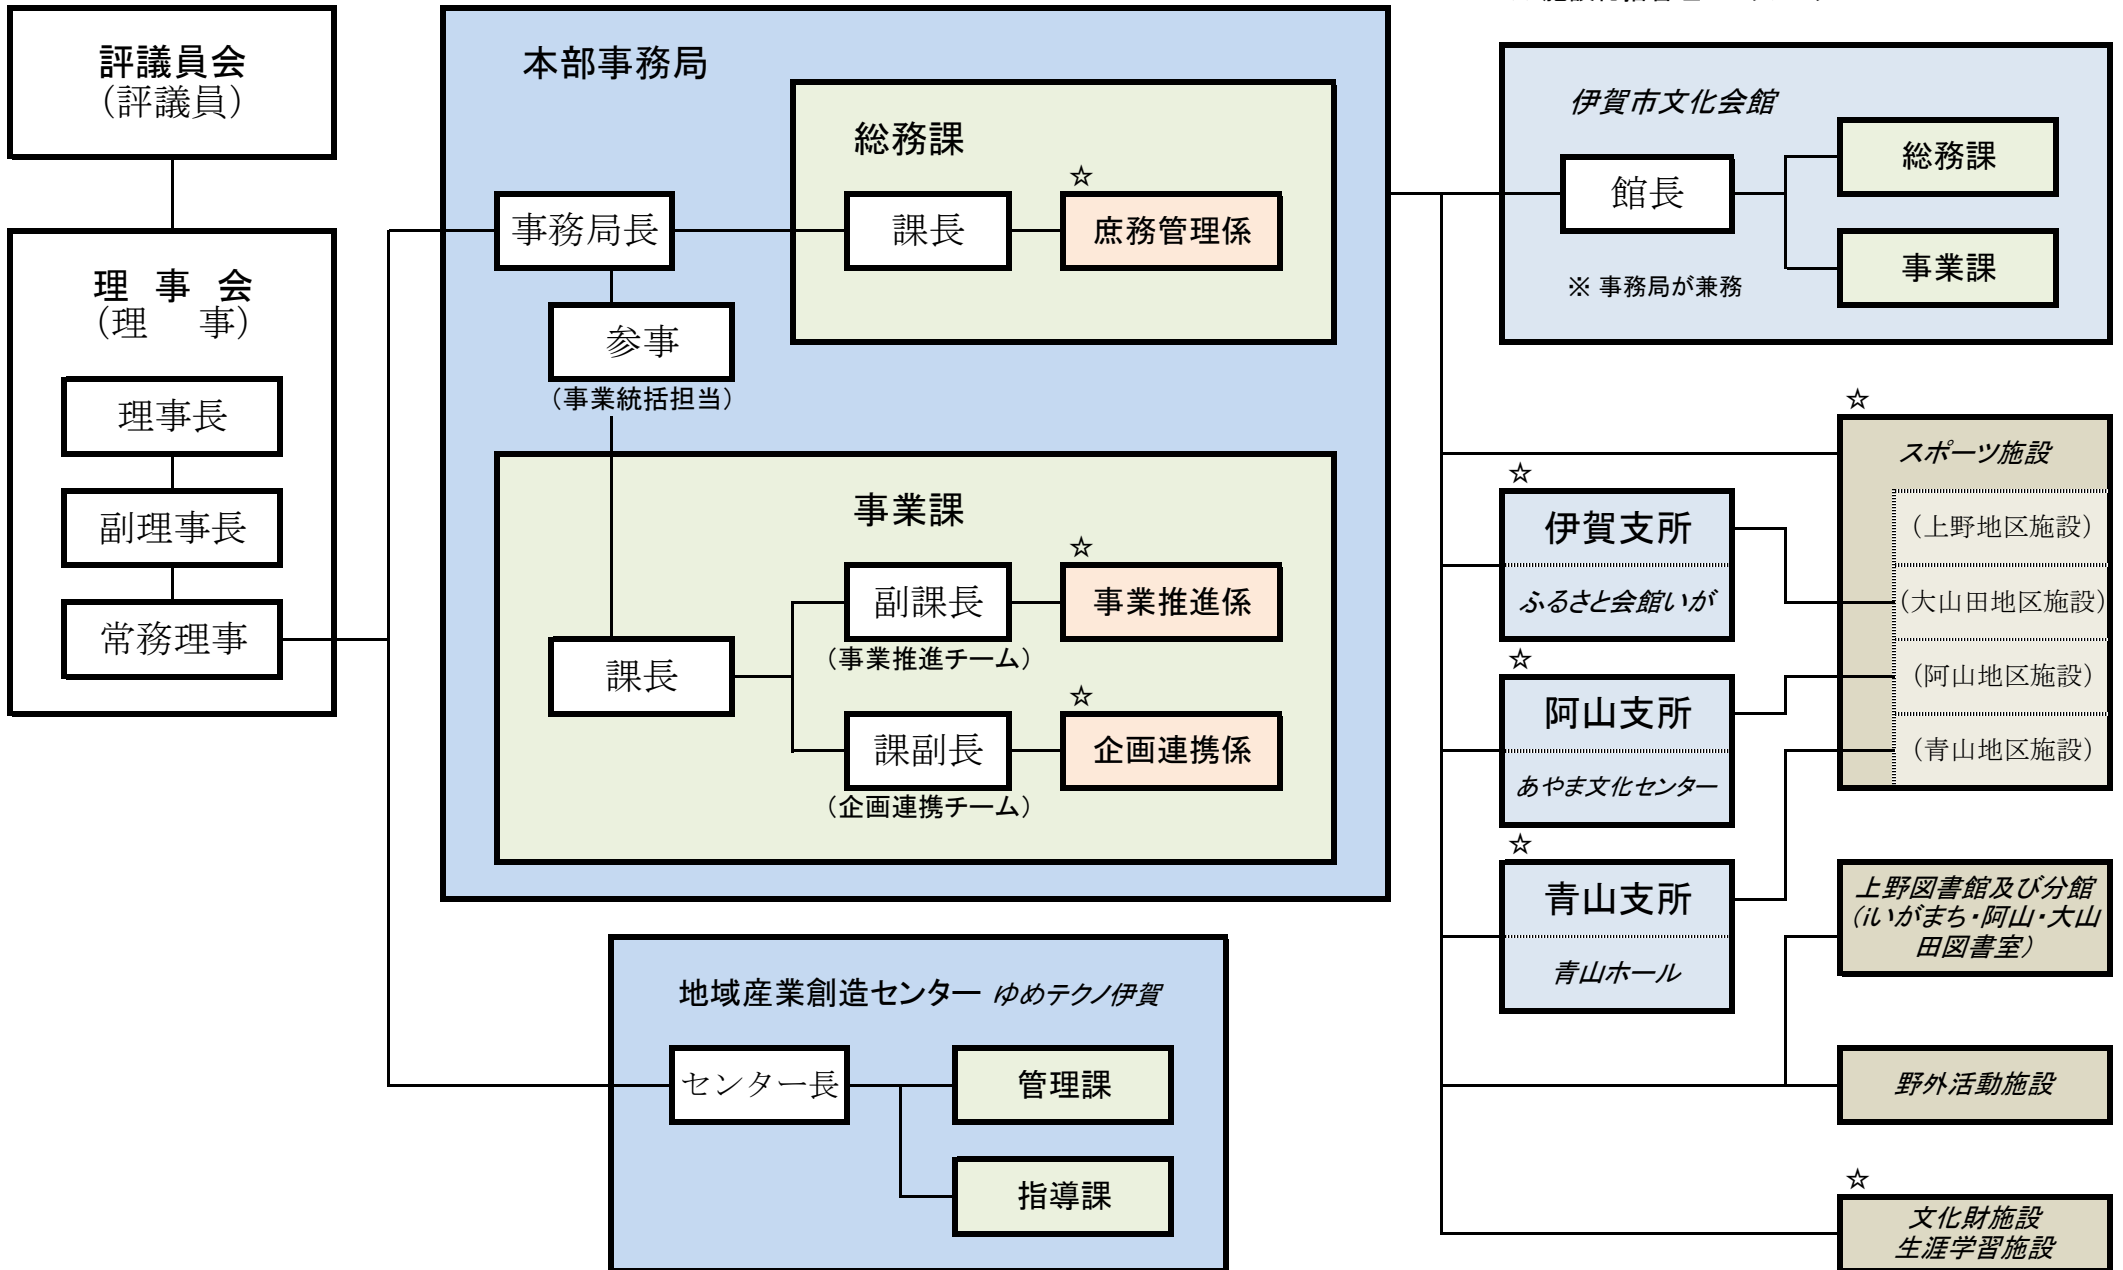 評議員会
（評議員）
理　事　会
（理　　事）
理事長
副理事長
常務理事
本部事務局
事務局長
参事
（事業統括担当）
総務課
課長
☆
庶務管理係
事業課
課長
副課長
（事業推進チーム）
☆
事業推進係
課副長
（企画連携チーム）
☆
企画連携係
地域産業創造センター ゆめテクノ伊賀
センター長
管理課
指導課
伊賀市文化会館
館長
総務課
事業課
※ 事務局が兼務
☆
スポーツ施設
（上野地区施設）
（大山田地区施設）
（阿山地区施設）
（青山地区施設）
☆
伊賀支所
ふるさと会館いが
☆
阿山支所
あやま文化センター
☆
青山支所
青山ホール
上野図書館及び分館
（iいがまち・阿山・大山
田図書室）
野外活動施設
☆
文化財施設
生涯学習施設